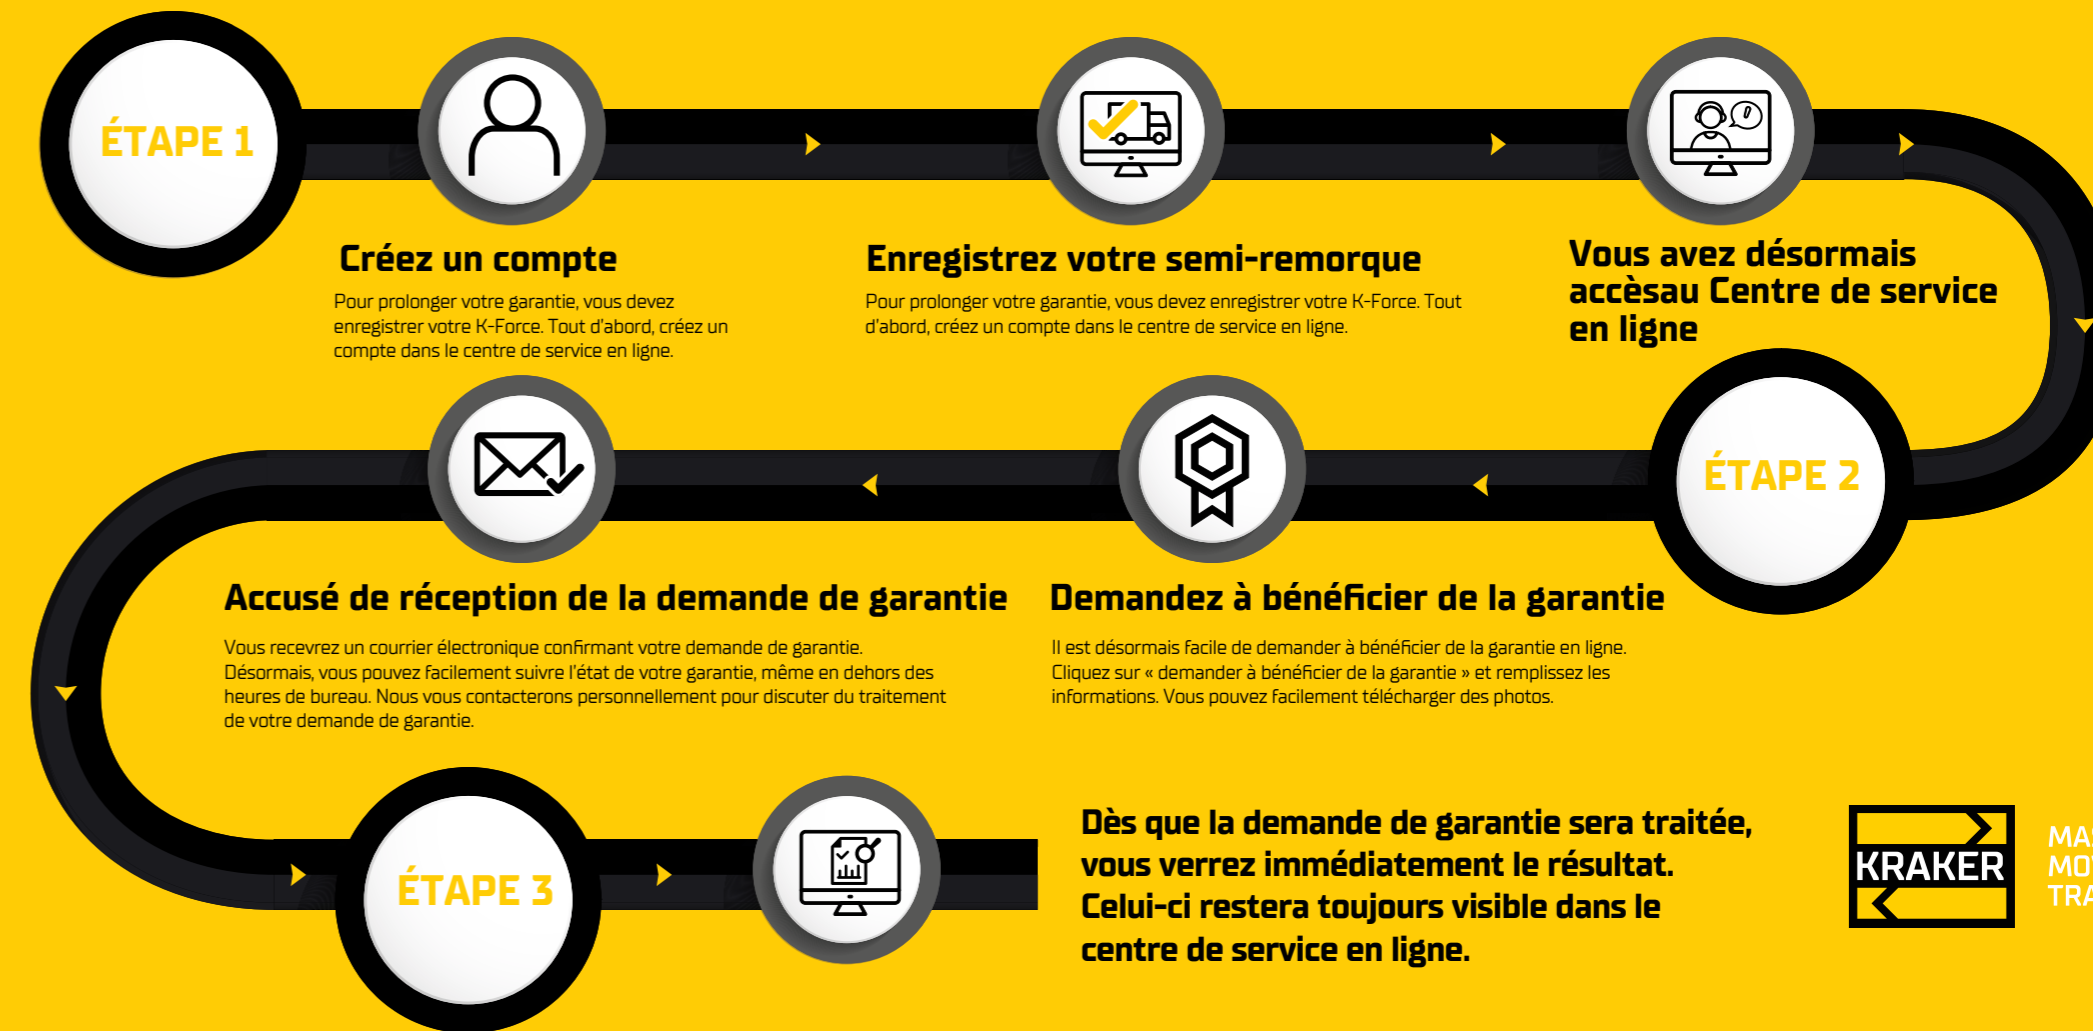 ÉTAPE 1
Créez un compte
Pour prolonger votre garantie, vous devez
enregistrer votre K-Force. Tout d'abord, créez un
compte dans le centre de service en ligne.
Enregistrez votre semi-remorque
Pour prolonger votre garantie, vous devez enregistrer votre K-Force. Tout
d'abord, créez un compte dans le centre de service en ligne.
Vous avez désormais
accèsau Centre de service
en ligne
ÉTAPE 2
Demandez à bénéficier de la garantie
Il est désormais facile de demander à bénéficier de la garantie en ligne.
Cliquez sur « demander à bénéficier de la garantie » et remplissez les
informations. Vous pouvez facilement télécharger des photos.
Accusé de réception de la demande de garantie
Vous recevrez un courrier électronique confirmant votre demande de garantie.
Désormais, vous pouvez facilement suivre l'état de votre garantie, même en dehors des
heures de bureau. Nous vous contacterons personnellement pour discuter du traitement
de votre demande de garantie.
ÉTAPE 3
Dès que la demande de garantie sera traitée,
vous verrez immédiatement le résultat.
Celui-ci restera toujours visible dans le
centre de service en ligne.
KRAKER